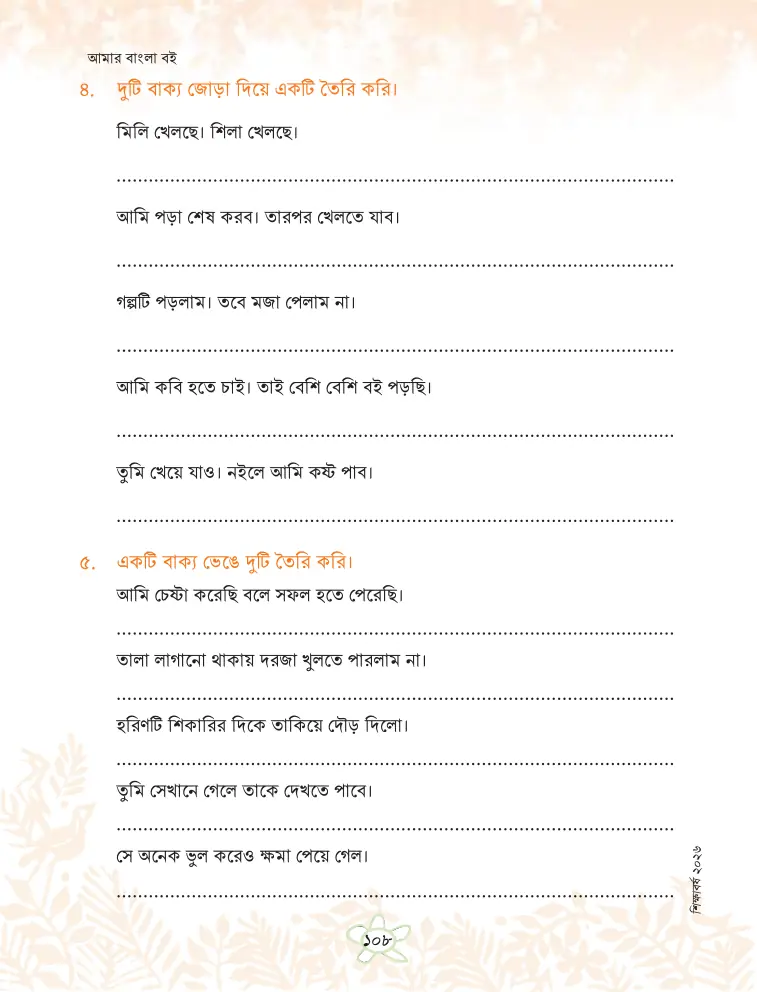 আমার বাংলা বই
৪. দুটি বাক্য জোড়া দিয়ে একটি তৈরি করি।
মিলি খেলছে। শিলা খেলছে।
....................................................................................................
আমি পড়া শেষ করব। তারপর খেলতে যাব।
....................................................................................................
গল্পটি পড়লাম। তবে মজা পেলাম না।
....................................................................................................
আমি কবি হতে চাই। তাই বেশি বেশি বই পড়ছি।
....................................................................................................
তুমি খেয়ে যাও। নইলে আমি কষ্ট পাব।
....................................................................................................
৫. একটি বাক্য ভেঙে দুটি তৈরি করি।
আমি চেষ্টা করেছি বলে সফল হতে পেরেছি।
....................................................................................................
তালা লাগানো থাকায় দরজা খুলতে পারলাম না।
....................................................................................................
হরিণটি শিকারির দিকে তাকিয়ে দৌড় দিলো।
....................................................................................................
তুমি সেখানে গেলে তাকে দেখতে পাবে।
....................................................................................................
সে অনেক ভুল করেও ক্ষমা পেয়ে গেল।
....................................................................................................
শিক্ষাবর্ষ ২০২৬
১০৮